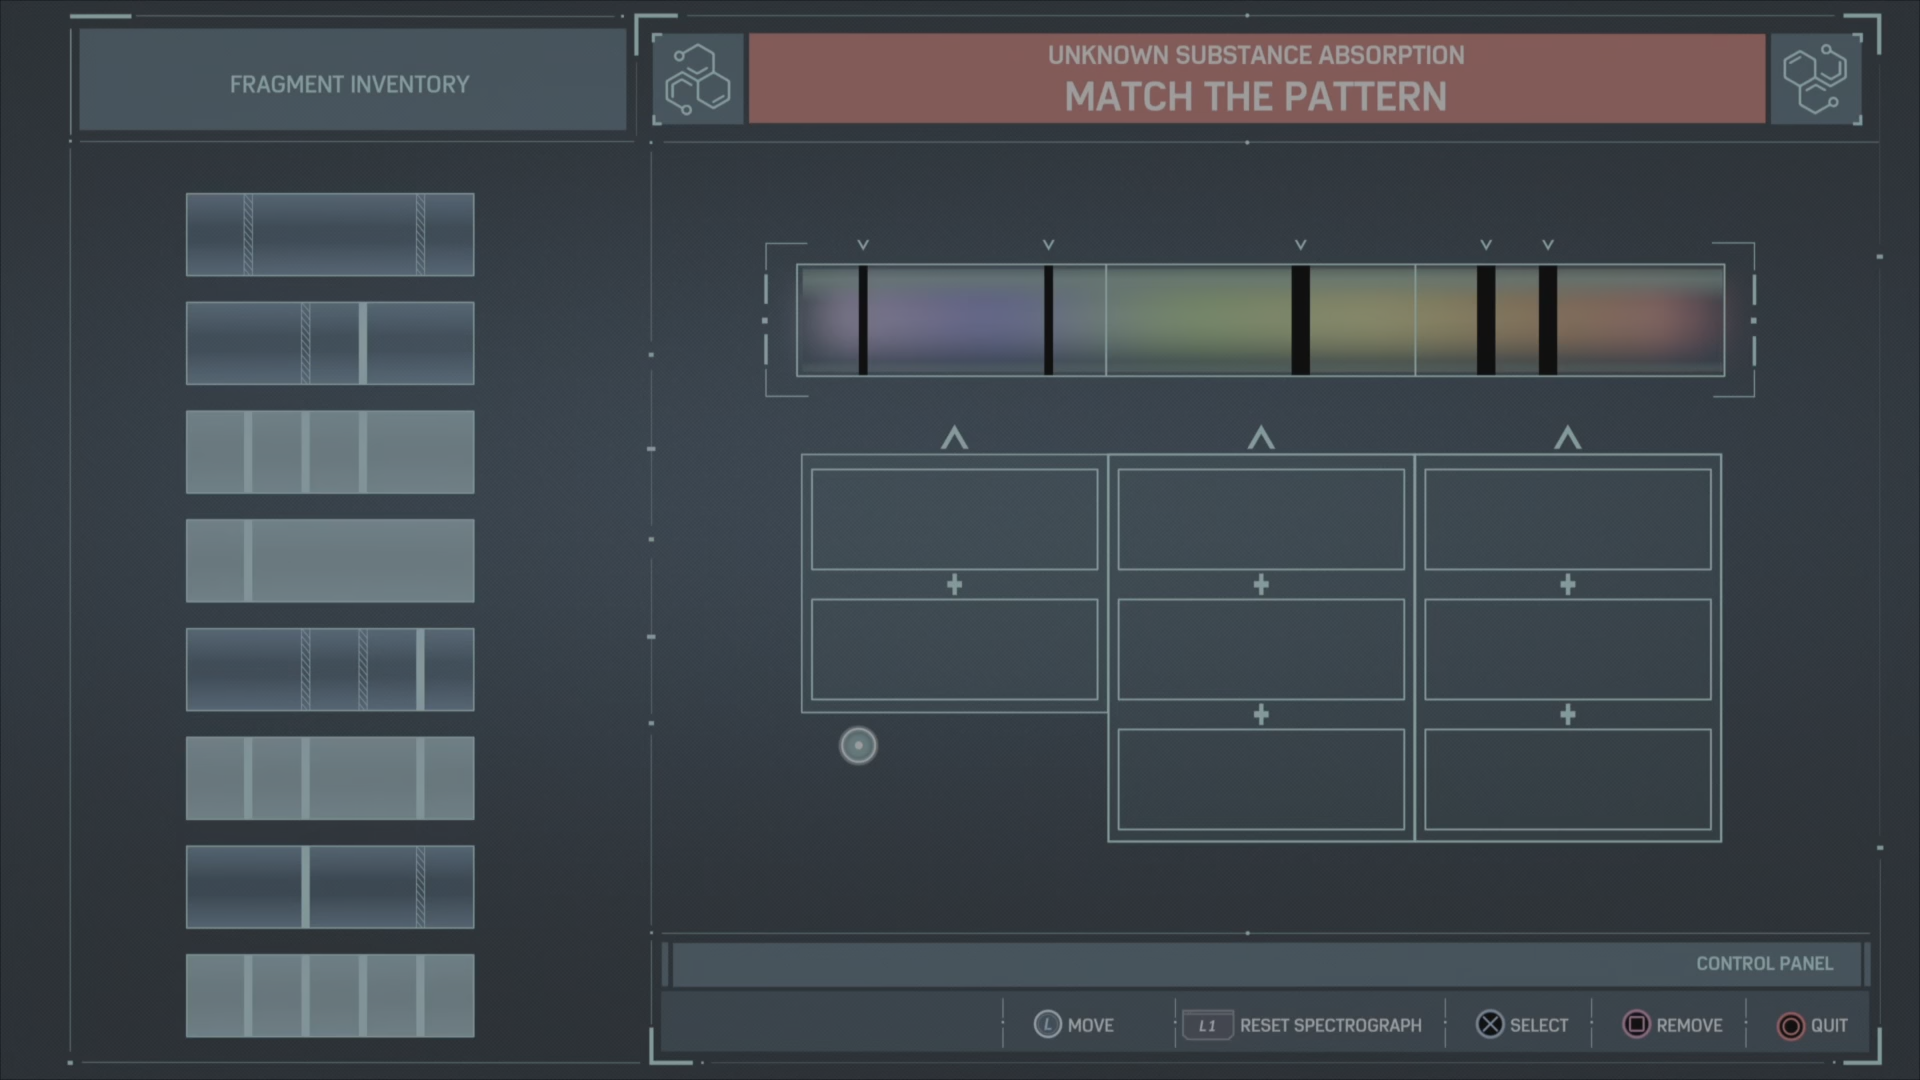 FRAGMENT INVENTORY
UNKNOWN SUBSTANCE ABSORPTION
MATCH THE PATTERN
CONTROL PANEL
L MOVE
L1 RESET SPECTROGRAPH
SELECT
REMOVE
QUIT